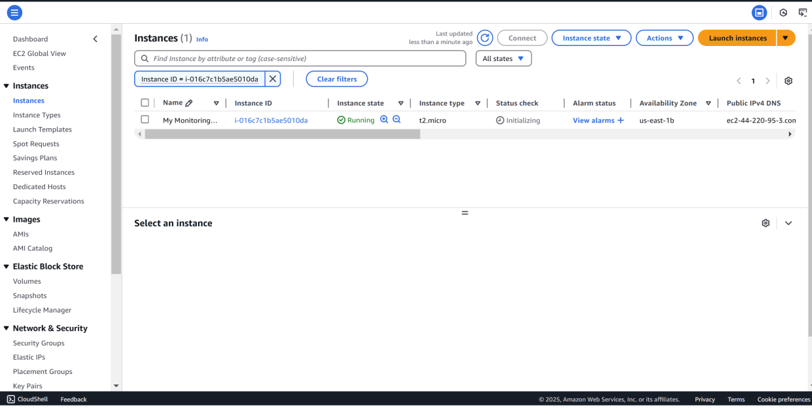 Dashboard
EC2 Global View
Events
Instances
Instances
Instance Types
Launch Templates
Spot Requests
Savings Plans
Reserved Instances
Dedicated Hosts
Capacity Reservations
Images
AMIs
AMI Catalog
Elastic Block Store
Volumes
Snapshots
Lifecycle Manager
Network & Security
Security Groups
Elastic IPs
Placement Groups
Key Pairs
Instances (1) Info
Last updated
less than a minute ago
Connect
Instance state
Actions
Launch instances
Find Instance by attribute or tag (case-sensitive)
All states
Instance ID = i-016c7c1b5ae5010da
Clear filters
1
Name Instance ID Instance state Instance type Status check Alarm status Availability Zone Public IPv4 DNS
My Monitoring... i-016c7c1b5ae5010da Running t2.micro Initializing View alarms + us-east-1b ec2-44-220-95-3.com
Select an instance
CloudShell Feedback © 2025, Amazon Web Services, Inc. or its affiliates. Privacy Terms Cookie preferences